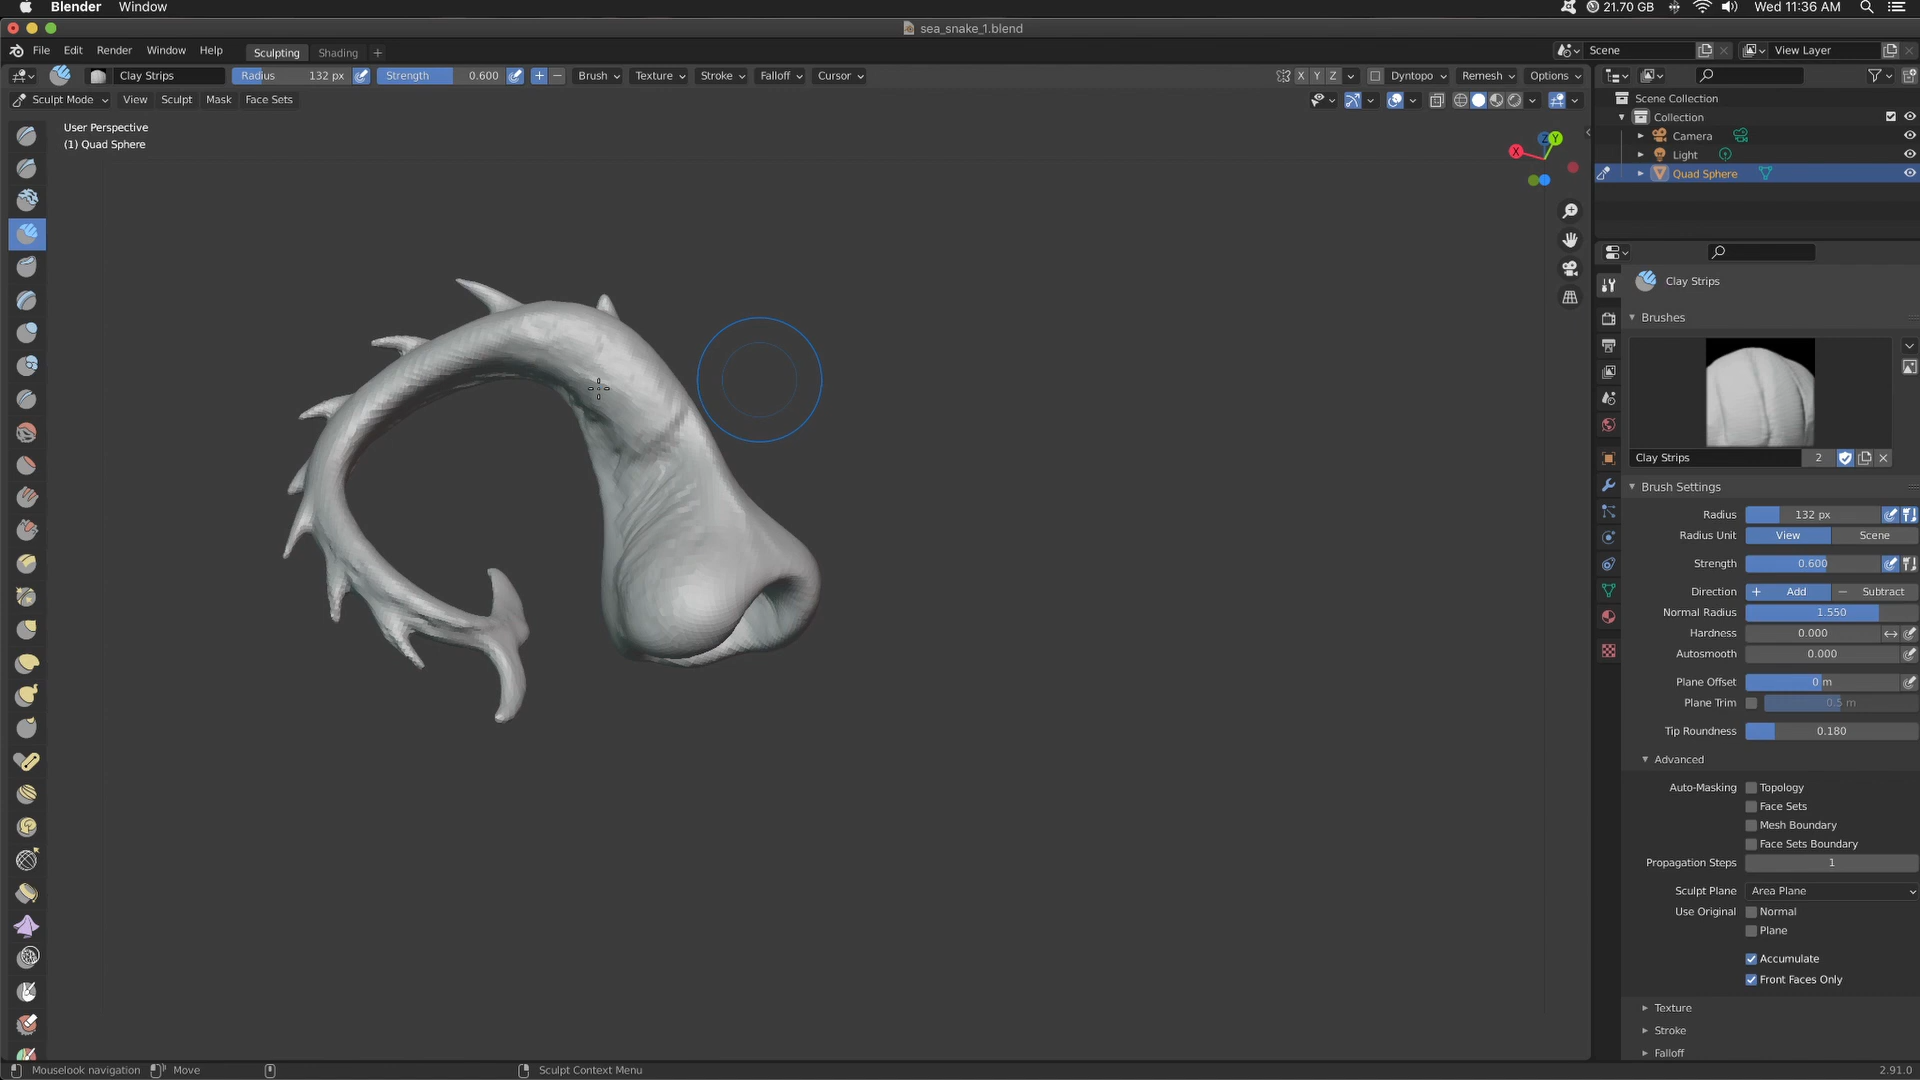 Blender Window 21.70 GB Wed 11:36 AM
sea_snake_1.blend
File Edit Render Window Help Sculpting Shading + Scene View Layer
Clay Strips Radius 132 px Strength 0.600 + − Brush Texture Stroke Falloff Cursor X Y Z Dyntopo Remesh Options
Sculpt Mode View Sculpt Mask Face Sets
User Perspective
(1) Quad Sphere
X
Y
Z
Scene Collection
Collection
Camera
Light
Quad Sphere
Clay Strips
Brushes
Clay Strips 2
Brush Settings
Radius 132 px
Radius Unit View Scene
Strength 0.600
Direction + Add − Subtract
Normal Radius 1.550
Hardness 0.000
Autosmooth 0.000
Plane Offset 0 m
Plane Trim 0.5 m
Tip Roundness 0.180
Advanced
Auto-Masking Topology
Face Sets
Mesh Boundary
Face Sets Boundary
Propagation Steps 1
Sculpt Plane Area Plane
Use Original Normal
Plane
Accumulate
Front Faces Only
Texture
Stroke
Falloff
Mouselook navigation Move Sculpt Context Menu 2.91.0